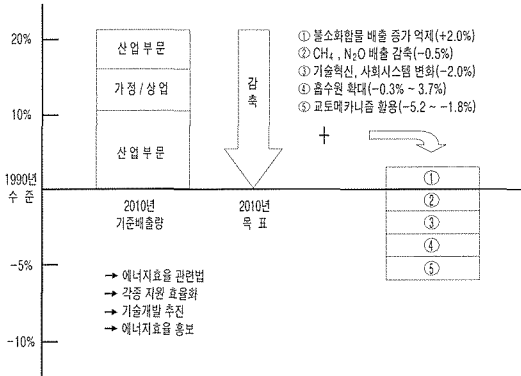 20%
10%
1990년
수 준
-5%
-10%
산업부문
가정/상업
산업부문
2010년
기준배출량
감축
2010년
목 표
① 불소화합물 배출 증가 억제(+2.0%)
② CH₄, N₂O 배출 감축(-0.5%)
③ 기술혁신, 사회시스템 변화(-2.0%)
④ 흡수원 확대(-0.3% ~ 3.7%)
⑤ 교토메카니즘 활용(-5.2 ~ -1.8%)
+
①
②
③
④
⑤
→ 에너지효율 관련법
→ 각종 자원 효율화
→ 기술개발 추진
→ 에너지효율 홍보